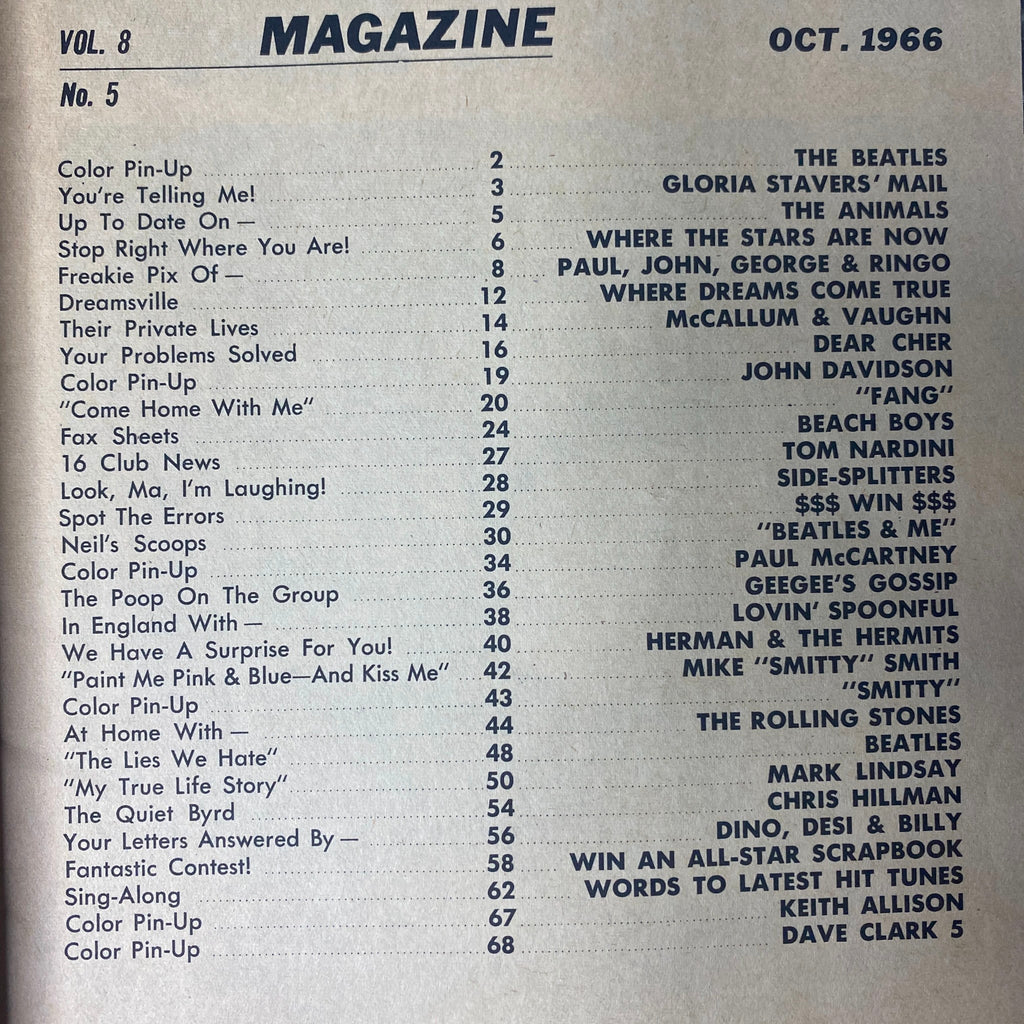 VOL. 8 MAGAZINE OCT. 1966
No. 5
Color Pin-Up 2 THE BEATLES
You're Telling Me! 3 GLORIA STAVERS' MAIL
Up To Date On — 5 THE ANIMALS
Stop Right Where You Are! 6 WHERE THE STARS ARE NOW
Freakie Pix Of — 8 PAUL, JOHN, GEORGE & RINGO
Dreamsville 12 WHERE DREAMS COME TRUE
Their Private Lives 14 McCALLUM & VAUGHN
Your Problems Solved 16 DEAR CHER
Color Pin-Up 19 JOHN DAVIDSON
"Come Home With Me" 20 "FANG"
Fax Sheets 24 BEACH BOYS
16 Club News 27 TOM NARDINI
Look, Ma, I'm Laughing! 28 SIDE-SPLITTERS
Spot The Errors 29 $$$ WIN $$$
Neil's Scoops 30 "BEATLES & ME"
Color Pin-Up 34 PAUL McCARTNEY
The Poop On The Group 36 GEEGEE'S GOSSIP
In England With — 38 LOVIN' SPOONFUL
We Have A Surprise For You! 40 HERMAN & THE HERMITS
"Paint Me Pink & Blue—And Kiss Me" 42 MIKE "SMITTY" SMITH
Color Pin-Up 43 "SMITTY"
At Home With — 44 THE ROLLING STONES
"The Lies We Hate" 48 BEATLES
"My True Life Story" 50 MARK LINDSAY
The Quiet Byrd 54 CHRIS HILLMAN
Your Letters Answered By — 56 DINO, DESI & BILLY
Fantastic Contest! 58 WIN AN ALL-STAR SCRAPBOOK
Sing-Along 62 WORDS TO LATEST HIT TUNES
Color Pin-Up 67 KEITH ALLISON
Color Pin-Up 68 DAVE CLARK 5